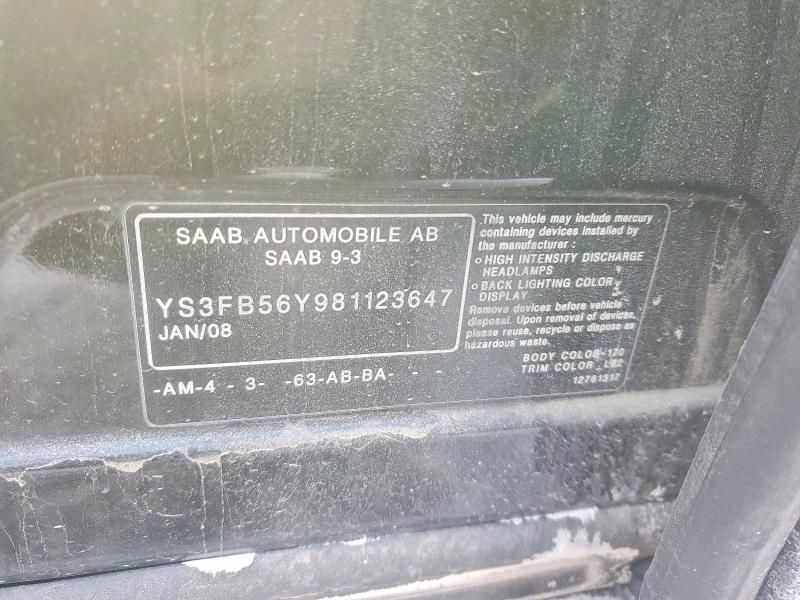 SAAB AUTOMOBILE AB
SAAB 9-3
YS3FB56Y981123647
JAN/08
-AM-4 - 3- -63-AB-BA- - -
This vehicle may include mercury
containing devices installed by
the manufacturer :
o HIGH INTENSITY DISCHARGE
HEADLAMPS
o BACK LIGHTING COLOR
DISPLAY
Remove devices before vehicle
disposal. Upon removal of devices,
please reuse, recycle or dispose as
hazardous waste.
BODY COLOR-170
TRIM COLOR
12761317